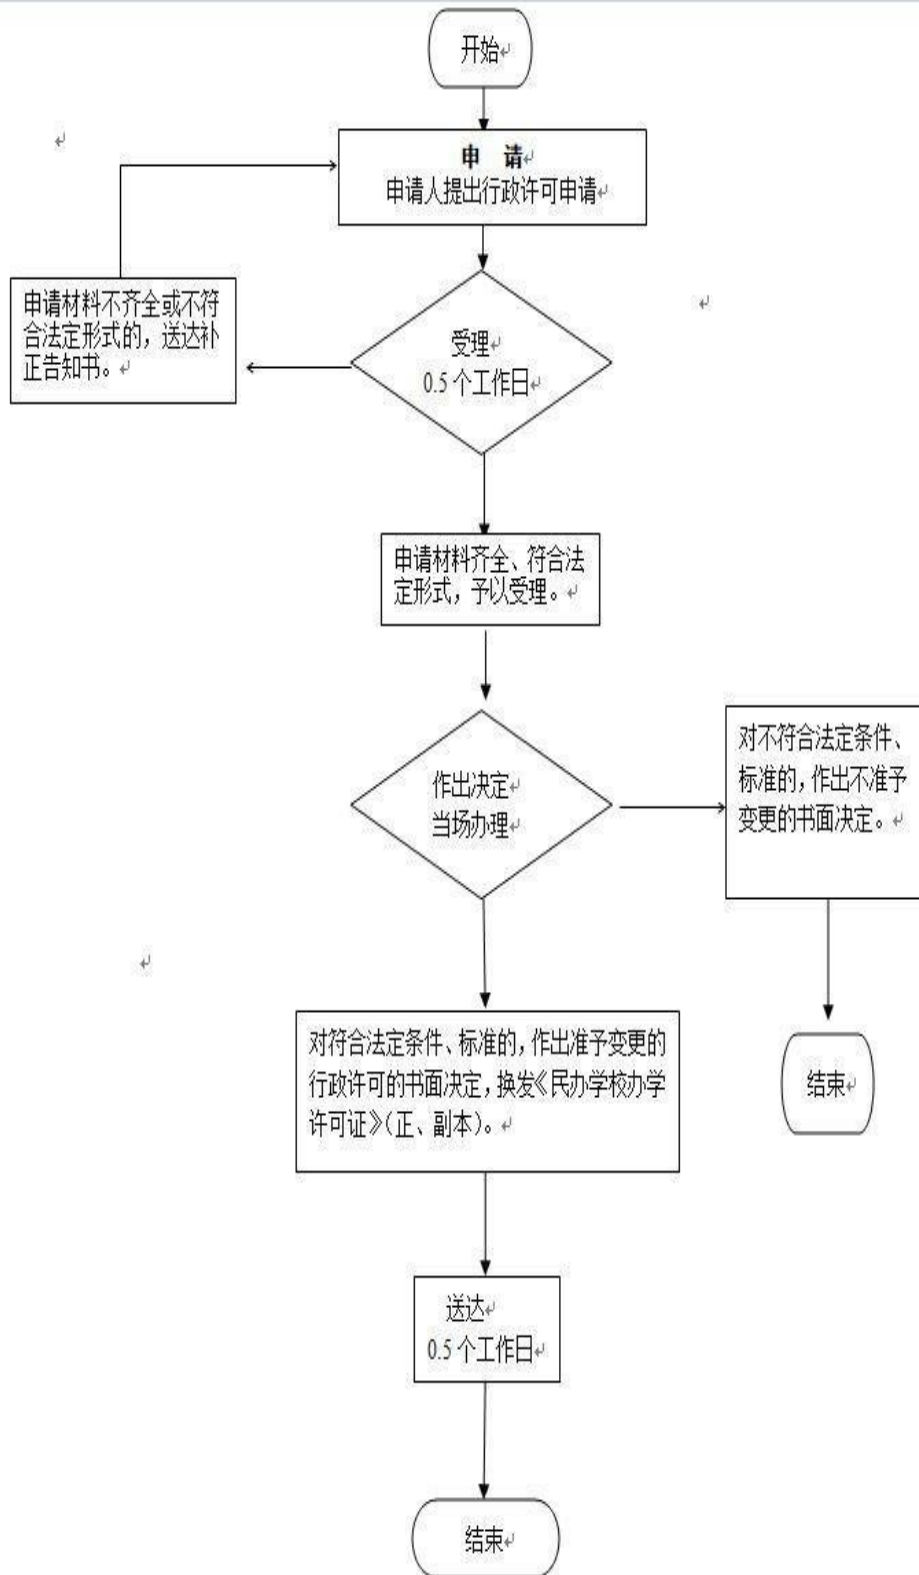 开始
申 请
申请人提出行政许可申请
申请材料不齐全或不符
合法定形式的，送达补
正告知书。
受理
0.5 个工作日
申请材料齐全、符合法
定形式，予以受理。
作出决定
当场办理
对不符合法定条件、
标准的，作出不准予
变更的书面决定。
对符合法定条件、标准的，作出准予变更的
行政许可的书面决定，换发《民办学校办学
许可证》（正、副本）。
结束
送达
0.5 个工作日
结束